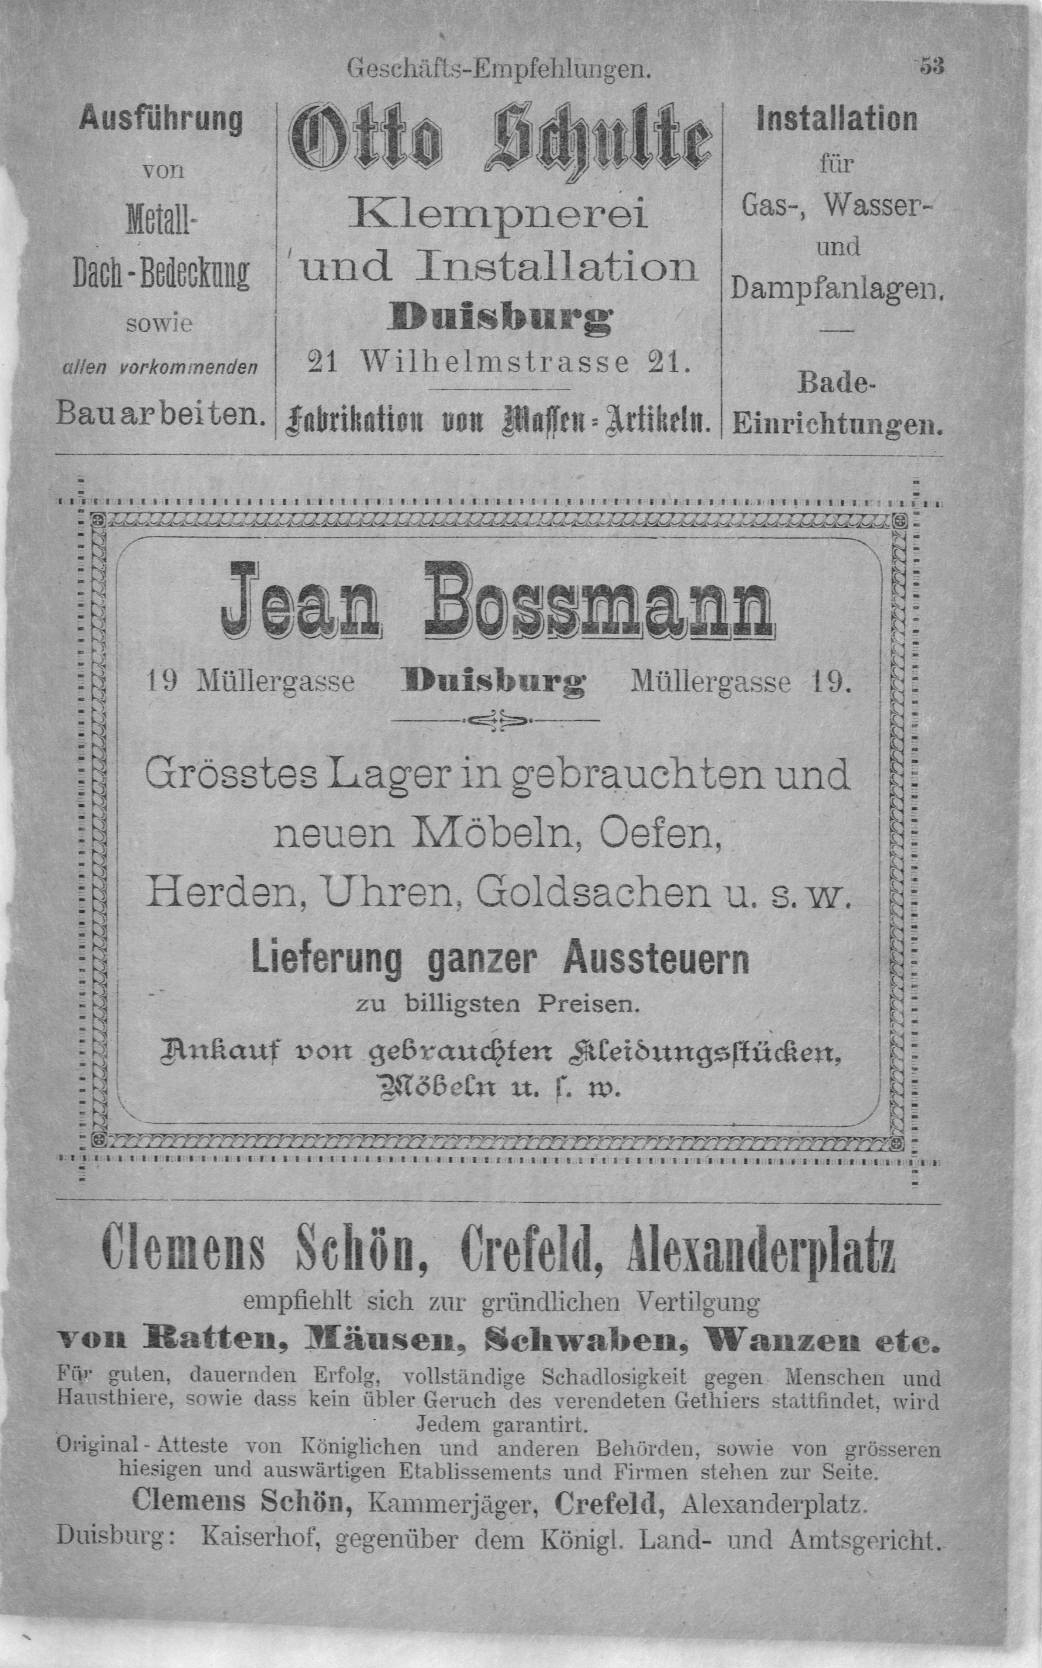 Geschäfts-Empfehlungen. 53
Ausführung
von
Metall-
Dach-Bedeckung
sowie
allen vorkommenden
Bauarbeiten.
Otto Schulte
Klempnerei
und Installation
Duisburg
21 Wilhelmstrasse 21.
Fabrikation von Massen-Artikeln.
Installation
für
Gas-, Wasser-
und
Dampfanlagen.
Bade-
Einrichtungen.
Jean Bossmann
19 Müllergasse Duisburg Müllergasse 19.
Grösstes Lager in gebrauchten und
neuen Möbeln, Oefen,
Herden, Uhren, Goldsachen u. s. w.
Lieferung ganzer Aussteuern
zu billigsten Preisen.
Ankauf von gebrauchten Kleidungsstücken,
Möbeln u. s. w.
Clemens Schön, Crefeld, Alexanderplatz
empfiehlt sich zur gründlichen Vertilgung
von Ratten, Mäusen, Schwaben, Wanzen etc.
Für guten, dauernden Erfolg, vollständige Schadlosigkeit gegen Menschen und
Hausthiere, sowie dass kein übler Geruch des verendeten Gethiers stattfindet, wird
Jedem garantirt.
Original-Atteste von Königlichen und anderen Behörden, sowie von grösseren
hiesigen und auswärtigen Etablissements und Firmen stehen zur Seite.
Clemens Schön, Kammerjäger, Crefeld, Alexanderplatz.
Duisburg: Kaiserhof, gegenüber dem Königl. Land- und Amtsgericht.